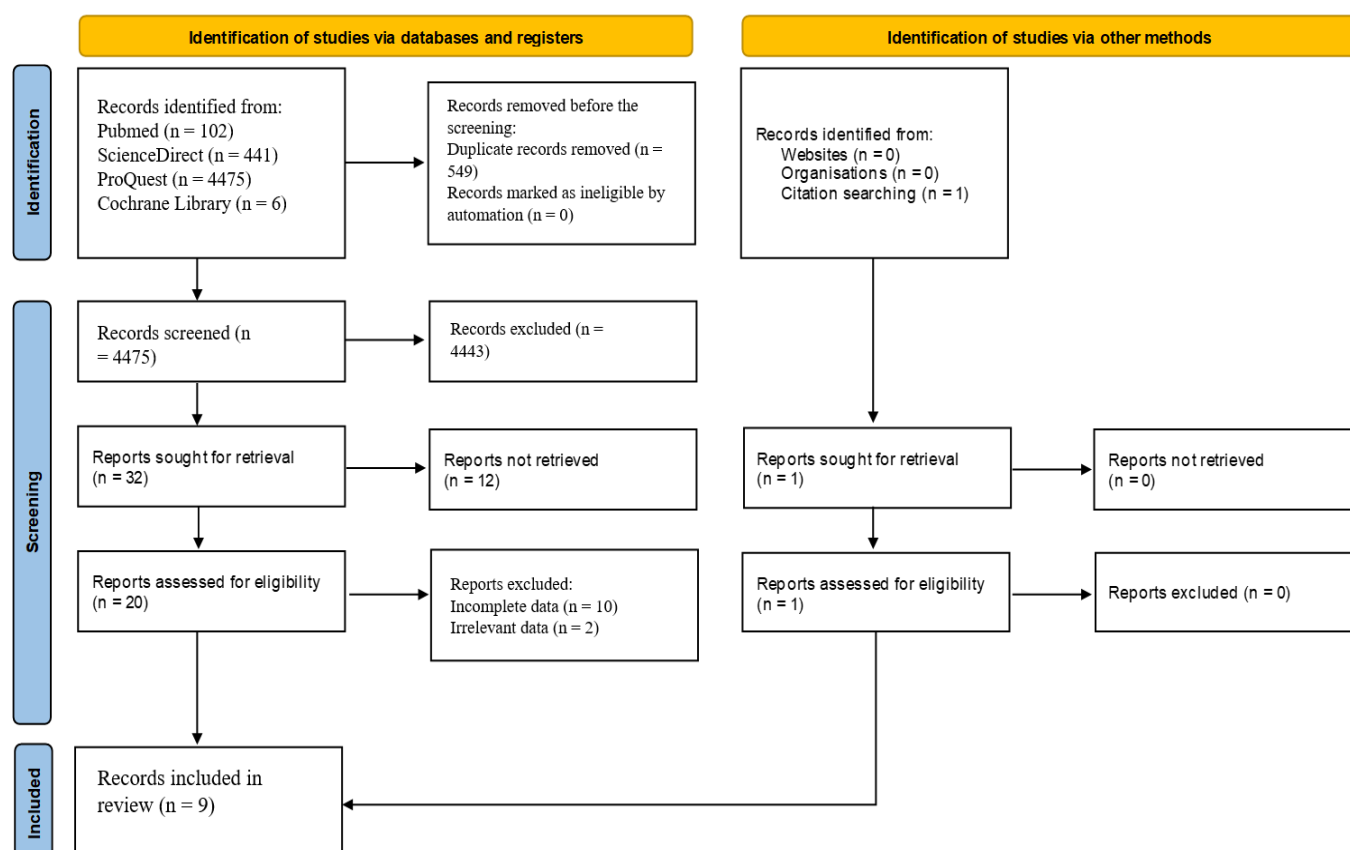 Identification of studies via databases and registers
Identification of studies via other methods
Identification
Records identified from:
Pubmed (n = 102)
ScienceDirect (n = 441)
ProQuest (n = 4475)
Cochrane Library (n = 6)
Records removed before the
screening:
Duplicate records removed (n =
549)
Records marked as ineligible by
automation (n = 0)
Records identified from:
Websites (n = 0)
Organisations (n = 0)
Citation searching (n = 1)
Screening
Records screened (n
= 4475)
Records excluded (n =
4443)
Reports sought for retrieval
(n = 32)
Reports not retrieved
(n = 12)
Reports sought for retrieval
(n = 1)
Reports not retrieved
(n = 0)
Reports assessed for eligibility
(n = 20)
Reports excluded:
Incomplete data (n = 10)
Irrelevant data (n = 2)
Reports assessed for eligibility
(n = 1)
Reports excluded (n = 0)
Included
Records included in
review (n = 9)